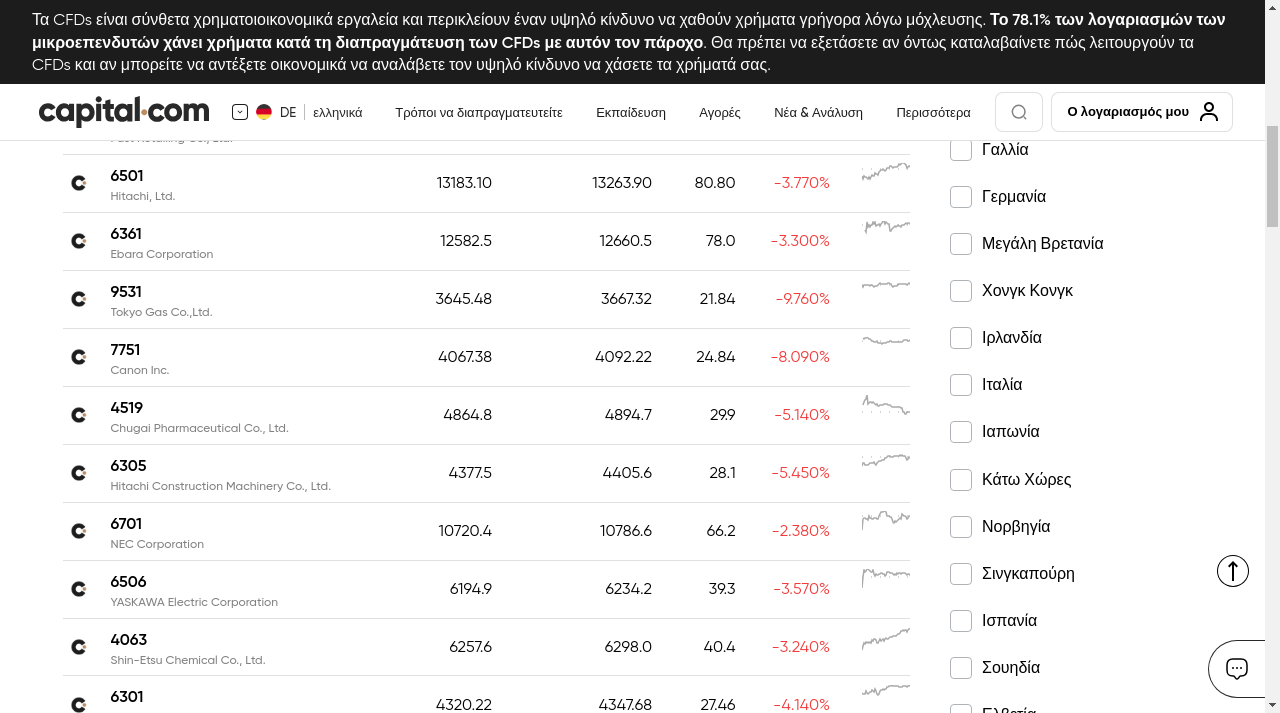 Τα CFDs είναι σύνθετα χρηματοιοικονομικά εργαλεία και περικλείουν έναν υψηλό κίνδυνο να χαθούν χρήματα γρήγορα λόγω μόχλευσης. Το 78.1% των λογαριασμών των
μικροεπενδυτών χάνει χρήματα κατά τη διαπραγμάτευση των CFDs με αυτόν τον πάροχο. Θα πρέπει να εξετάσετε αν όντως καταλαβαίνετε πώς λειτουργούν τα
CFDs και αν μπορείτε να αντέξετε οικονομικά να αναλάβετε τον υψηλό κίνδυνο να χάσετε τα χρήματά σας.
capital.com DE ελληνικά Τρόποι να διαπραγματευτείτε Εκπαίδευση Αγορές Νέα & Ανάλυση Περισσότερα Ο λογαριασμός μου
6501 13183.10 13263.90 80.80 -3.770%
Hitachi, Ltd.
6361 12582.5 12660.5 78.0 -3.300%
Ebara Corporation
9531 3645.48 3667.32 21.84 -9.760%
Tokyo Gas Co.,Ltd.
7751 4067.38 4092.22 24.84 -8.090%
Canon Inc.
4519 4864.8 4894.7 29.9 -5.140%
Chugai Pharmaceutical Co., Ltd.
6305 4377.5 4405.6 28.1 -5.450%
Hitachi Construction Machinery Co., Ltd.
6701 10720.4 10786.6 66.2 -2.380%
NEC Corporation
6506 6194.9 6234.2 39.3 -3.570%
YASKAWA Electric Corporation
4063 6257.6 6298.0 40.4 -3.240%
Shin-Etsu Chemical Co., Ltd.
6301 4320.22 4347.68 27.46 -4.140%
Γαλλία
Γερμανία
Μεγάλη Βρετανία
Χονγκ Κονγκ
Ιρλανδία
Ιταλία
Ιαπωνία
Κάτω Χώρες
Νορβηγία
Σινγκαπούρη
Ισπανία
Σουηδία